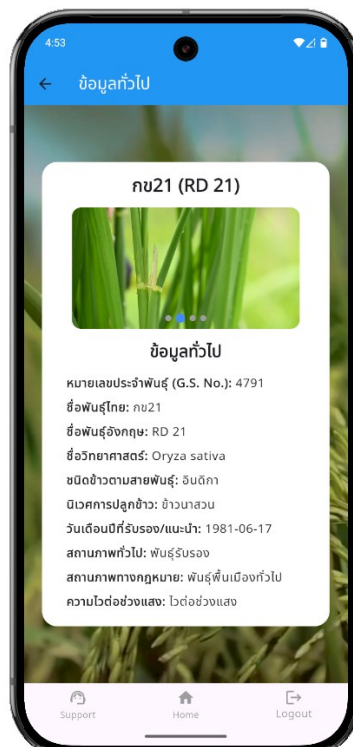 4:53
ข้อมูลทั่วไป
กข21 (RD 21)
ข้อมูลทั่วไป
หมายเลขประจำพันธุ์ (G.S. No.): 4791
ชื่อพันธุ์ไทย: กข21
ชื่อพันธุ์อังกฤษ: RD 21
ชื่อวิทยาศาสตร์: Oryza sativa
ชนิดข้าวตามสายพันธุ์: อินดิกา
นิเวศการปลูกข้าว: ข้าวนาสวน
วันเดือนปีที่รับรอง/แนะนำ: 1981-06-17
สถานภาพทั่วไป: พันธุ์รับรอง
สถานภาพทางกฎหมาย: พันธุ์พื้นเมืองทั่วไป
ความไวต่อช่วงแสง: ไวต่อช่วงแสง
Support Home Logout